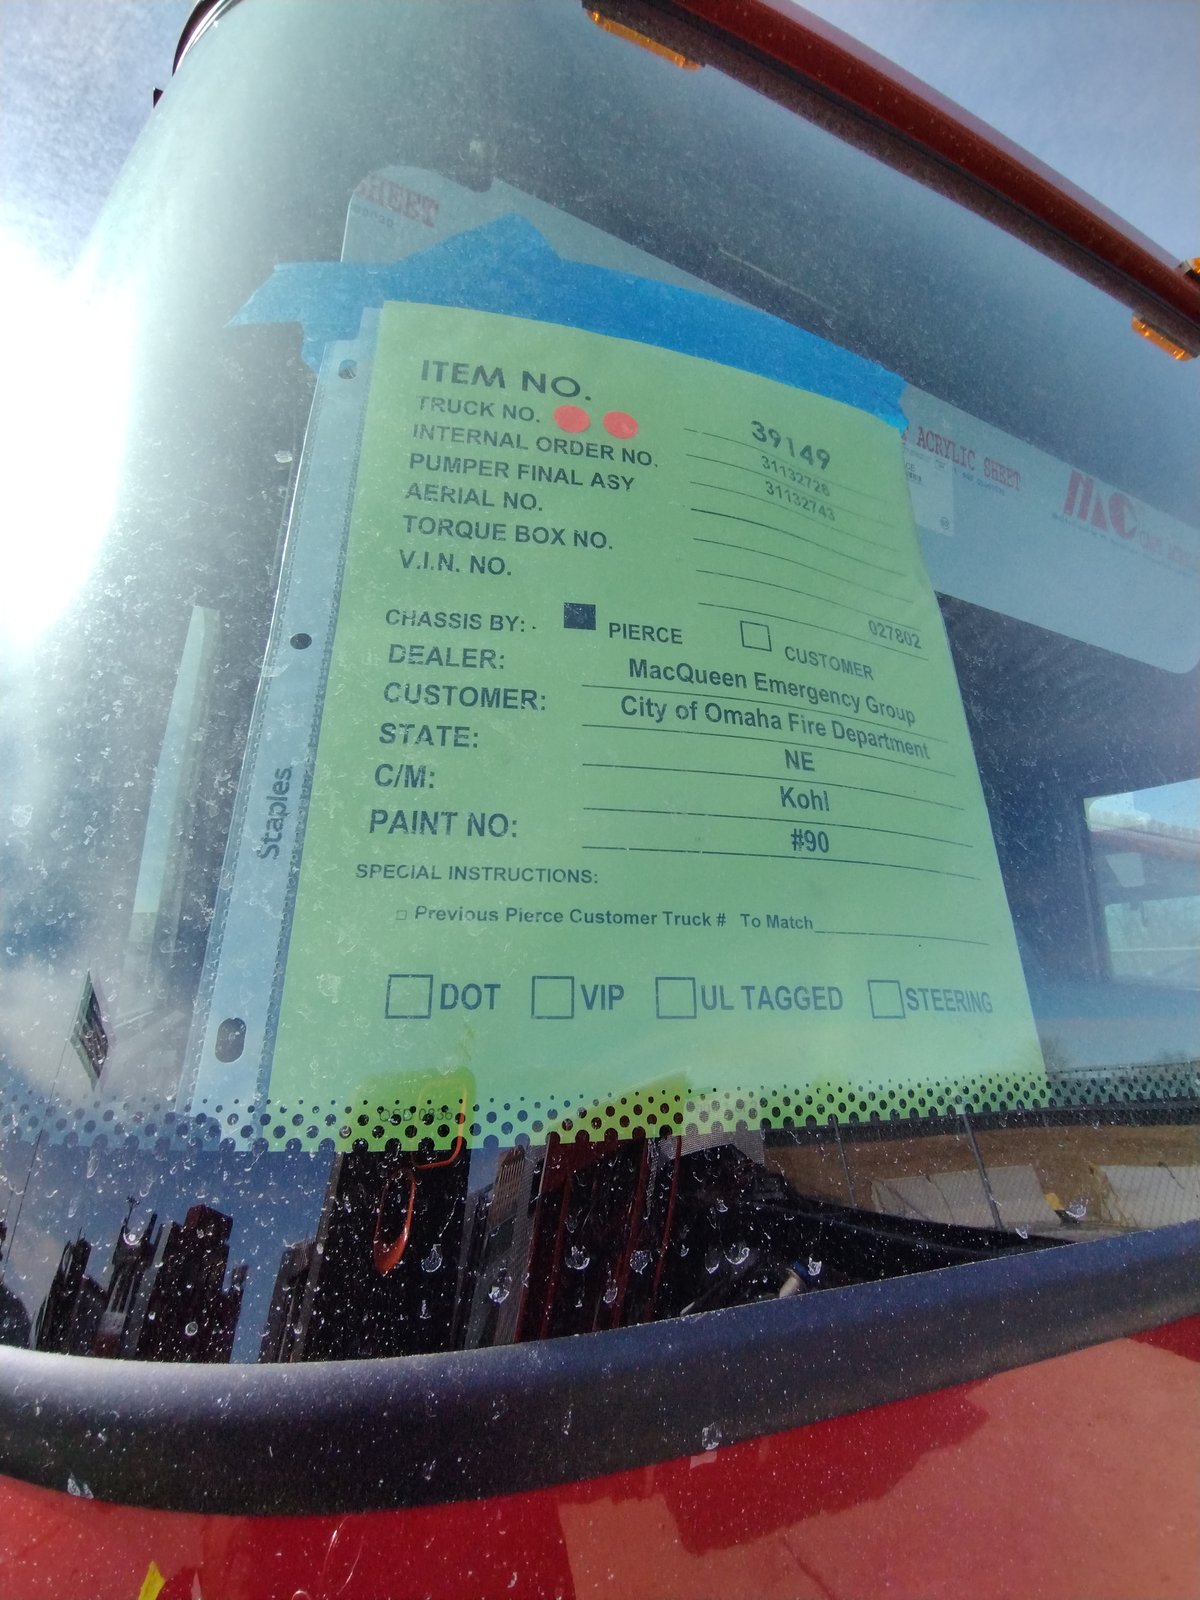 SHEET
ITEM NO.
TRUCK NO. 39149
INTERNAL ORDER NO. 31132728
PUMPER FINAL ASY 31132743
AERIAL NO.
TORQUE BOX NO.
V.I.N. NO. 027802
CHASSIS BY: PIERCE CUSTOMER
DEALER: MacQueen Emergency Group
CUSTOMER: City of Omaha Fire Department
STATE: NE
C/M: Kohl
PAINT NO: #90
SPECIAL INSTRUCTIONS:
Previous Pierce Customer Truck # To Match
DOT VIP UL TAGGED STEERING
Staples
ACRYLIC SHEET